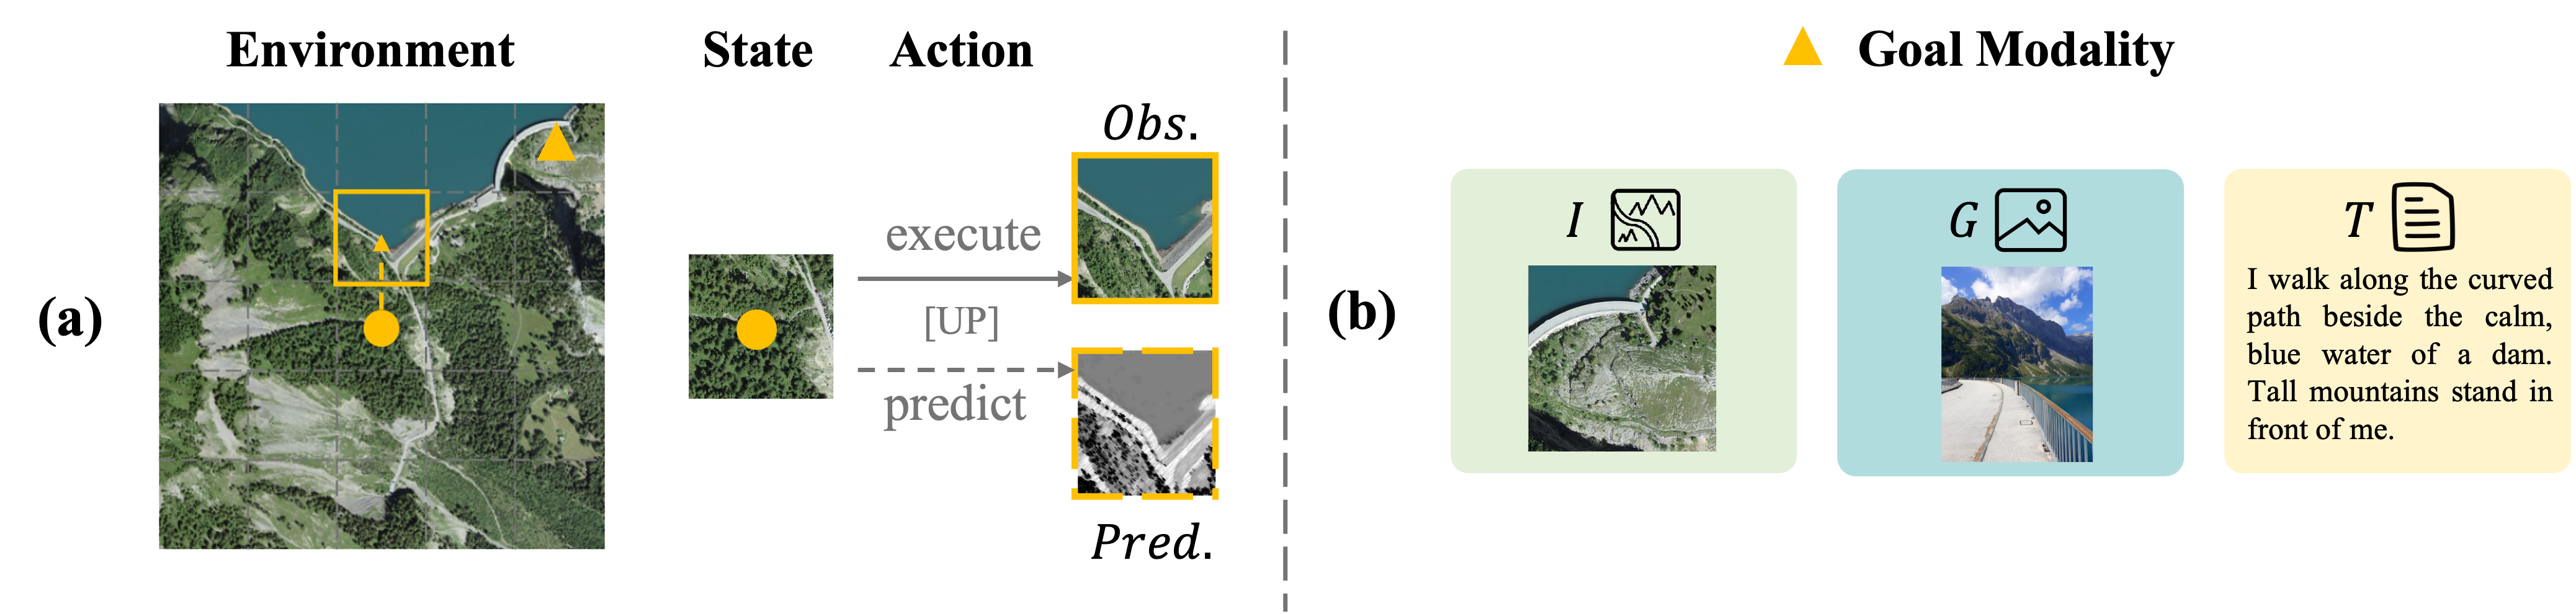 Environment
State
Action
(a)
Obs.
execute
[UP]
predict
Pred.
Goal Modality
(b)
I
G
T
I walk along the curved
path beside the calm,
blue water of a dam.
Tall mountains stand in
front of me.